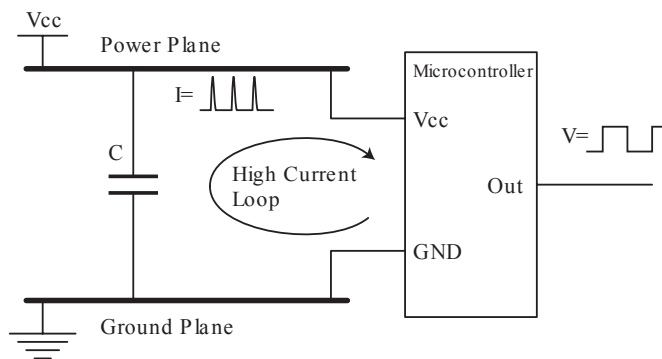 Vcc
Power Plane
Microcontroller
I=
Vcc
V=
C
High Current
Loop
Out
GND
Ground Plane